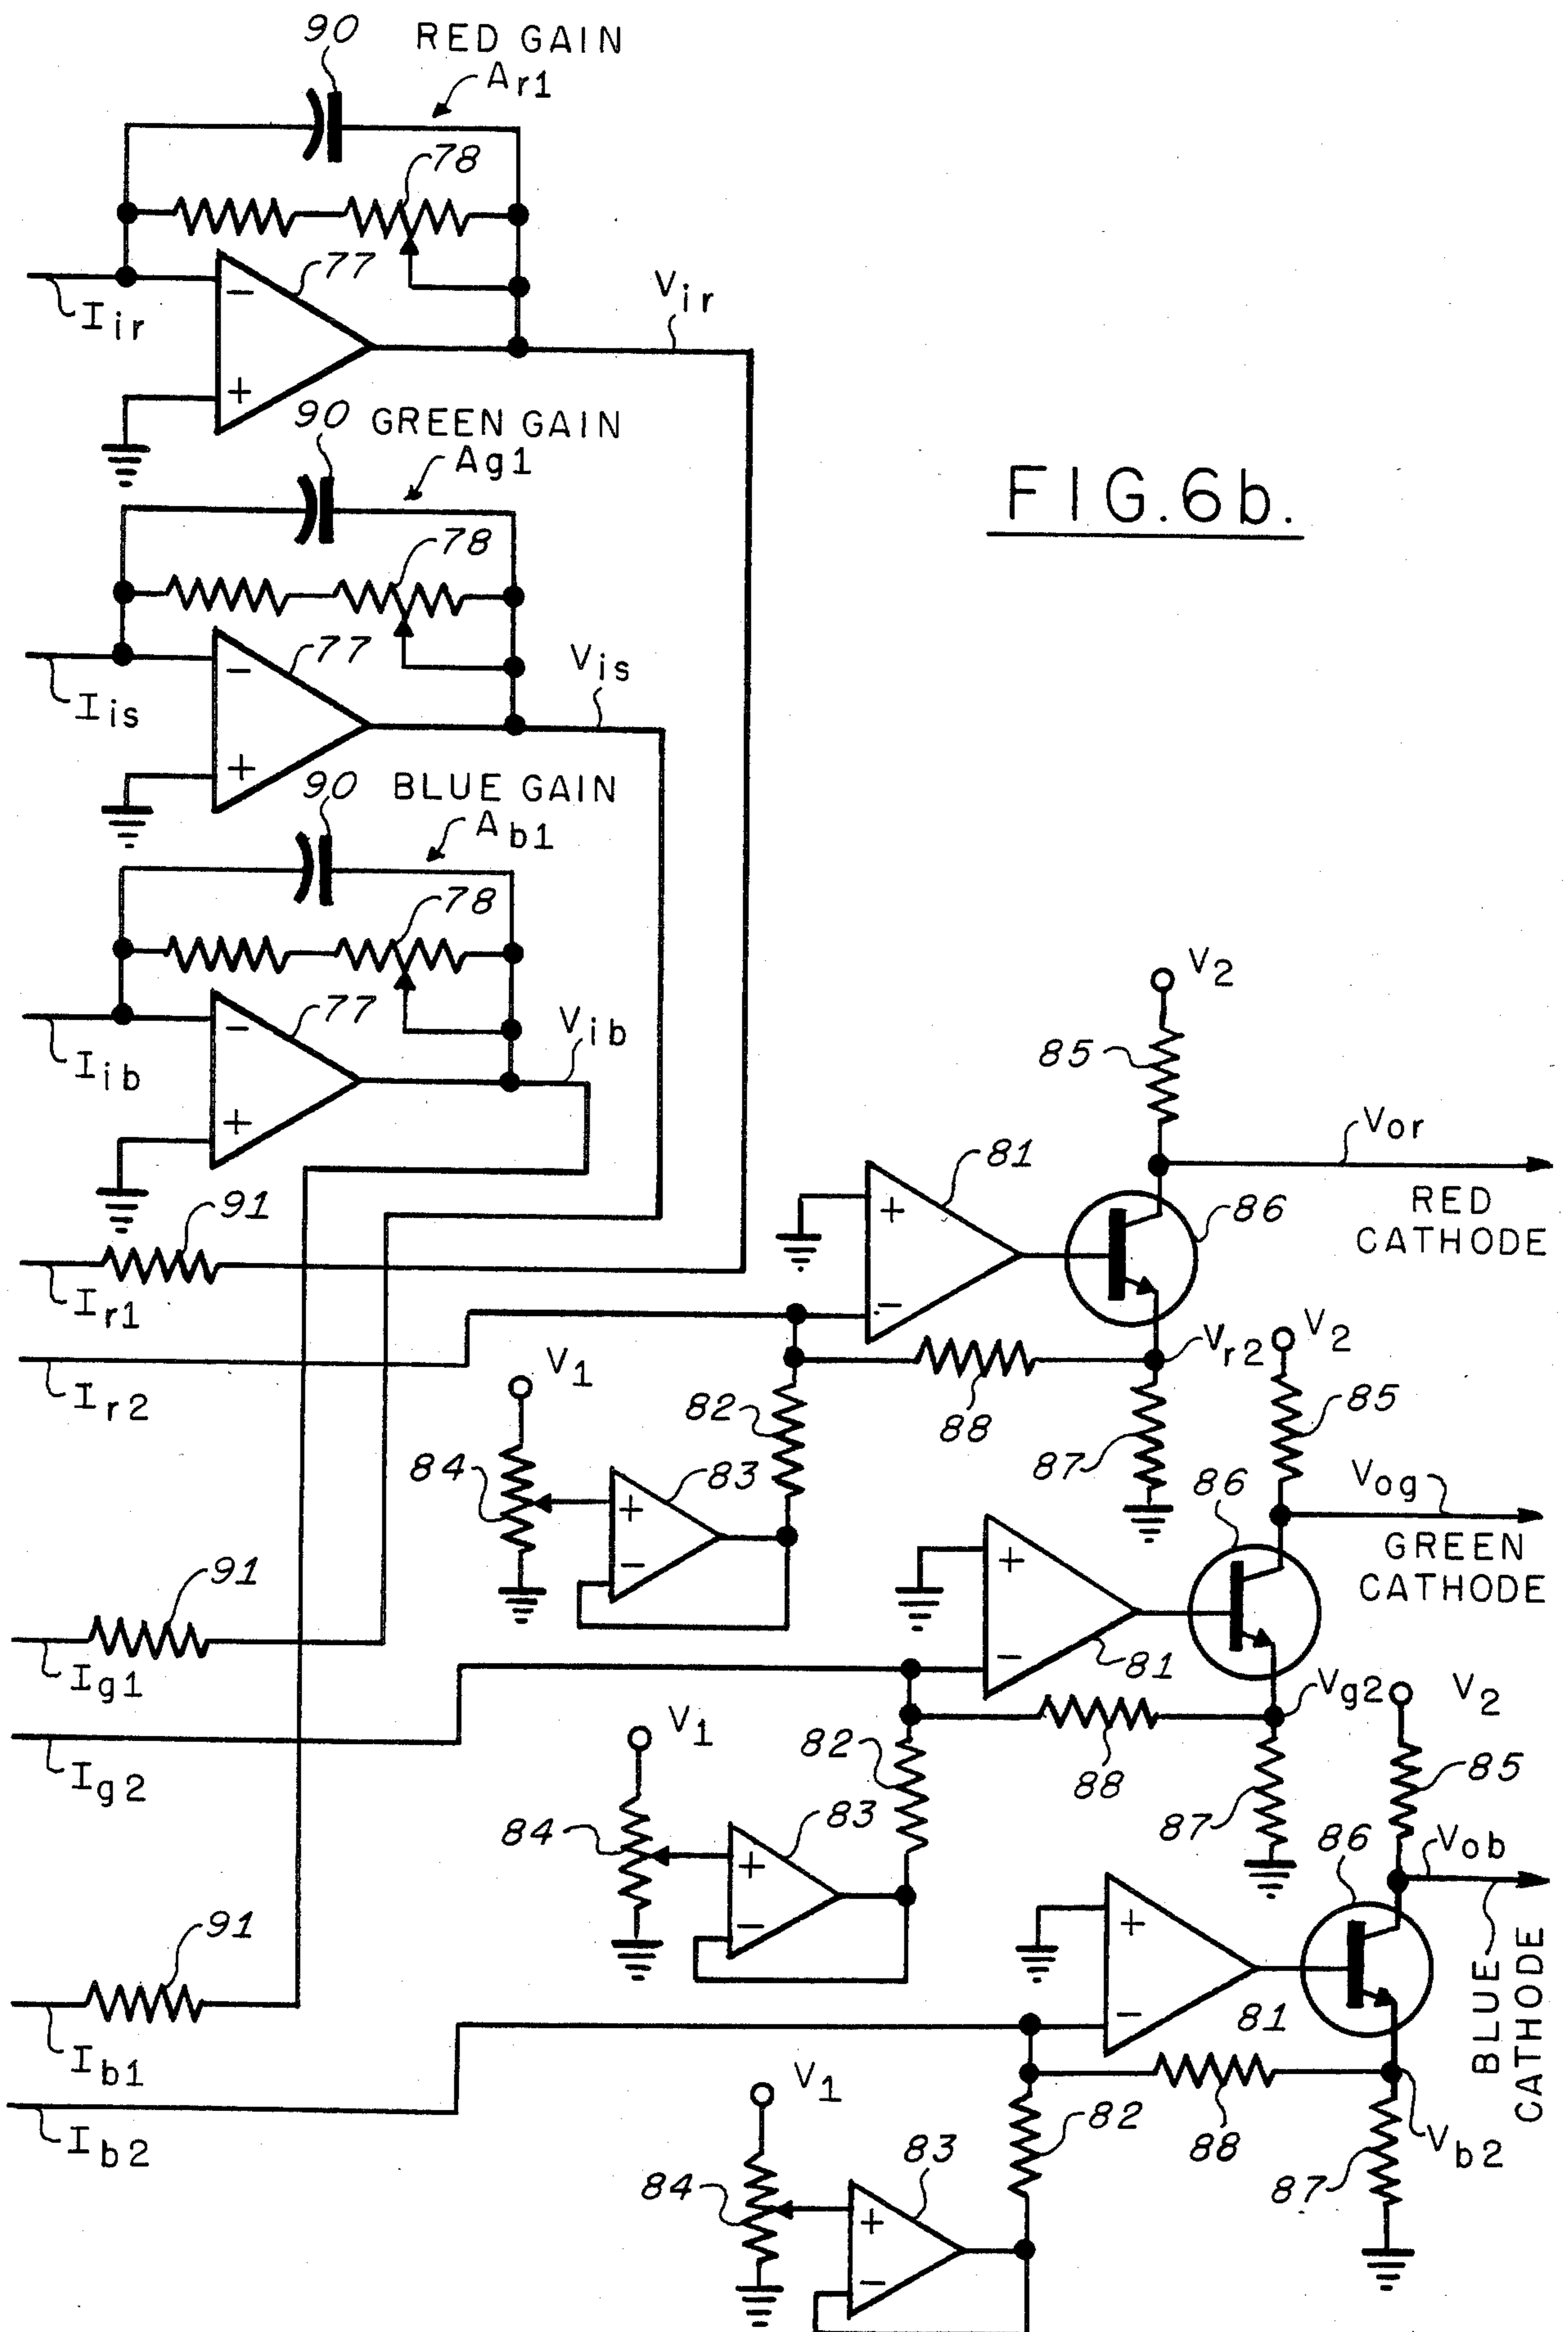 90 RED GAIN
Ar1
78
77
Vir
Iir
−
+
90 GREEN GAIN
Ag1
FIG.6b.
78
77
Vis
Iis
−
+
90 BLUE GAIN
Ab1
78
77
Vib
Iib
−
+
V2
85
Vor
RED
CATHODE
81
86
+
−
91
Ir1
Ir2
V1
Vr2
V2
82
88
87
85
84
83
+
−
Vog
GREEN
CATHODE
86
81
+
−
91
Ig1
Ig2
V1
Vg2
V2
82
88
87
85
84
83
+
−
Vob
BLUE
CATHODE
86
81
+
−
91
Ib1
Ib2
V1
Vb2
82
88
87
84
83
+
−